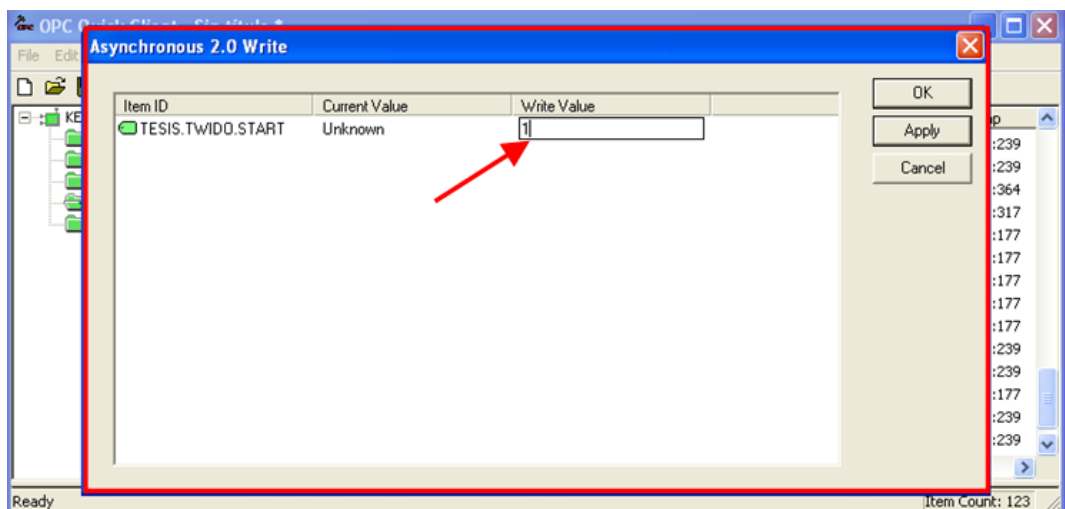 OPC Quick Client - Sin título *
Asynchronous 2.0 Write
File Edit
Item ID Current Value Write Value
OK
TESIS.TWIDO.START Unknown 1
Apply
Cancel
:239
:239
:364
:317
:177
:177
:177
:177
:177
:239
:239
:177
:239
:239
Ready
Item Count: 123